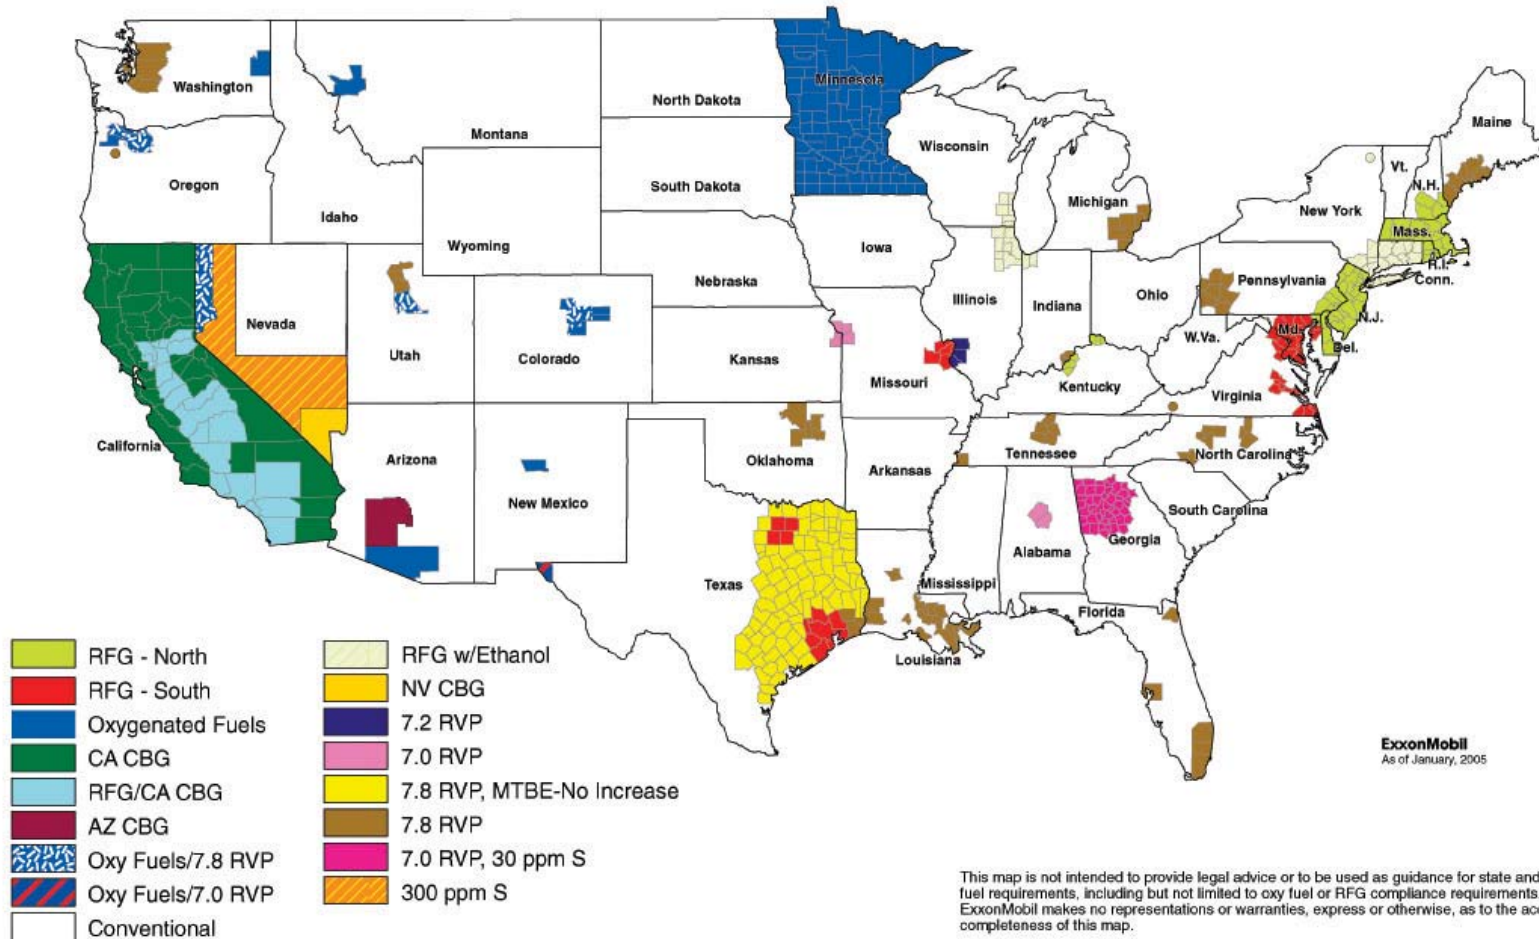 Washington
Montana
North Dakota
Minnesota
Maine
Oregon
Idaho
South Dakota
Wisconsin
Michigan
Vt.
N.H.
New York
Mass.
R.I.
Conn.
Wyoming
Iowa
Nebraska
Illinois
Indiana
Ohio
Pennsylvania
N.J.
Nevada
Utah
Colorado
Kansas
Missouri
Kentucky
W.Va.
Md.
Del.
Virginia
California
Arizona
New Mexico
Oklahoma
Arkansas
Tennessee
North Carolina
South Carolina
Texas
Mississippi
Alabama
Georgia
Louisiana
Florida
RFG - North
RFG - South
Oxygenated Fuels
CA CBG
RFG/CA CBG
AZ CBG
Oxy Fuels/7.8 RVP
Oxy Fuels/7.0 RVP
Conventional
RFG w/Ethanol
NV CBG
7.2 RVP
7.0 RVP
7.8 RVP, MTBE-No Increase
7.8 RVP
7.0 RVP, 30 ppm S
300 ppm S
ExxonMobil
As of January, 2005
This map is not intended to provide legal advice or to be used as guidance for state and
fuel requirements, including but not limited to oxy fuel or RFG compliance requirements
ExxonMobil makes no representations or warranties, express or otherwise, as to the
completeness of this map.